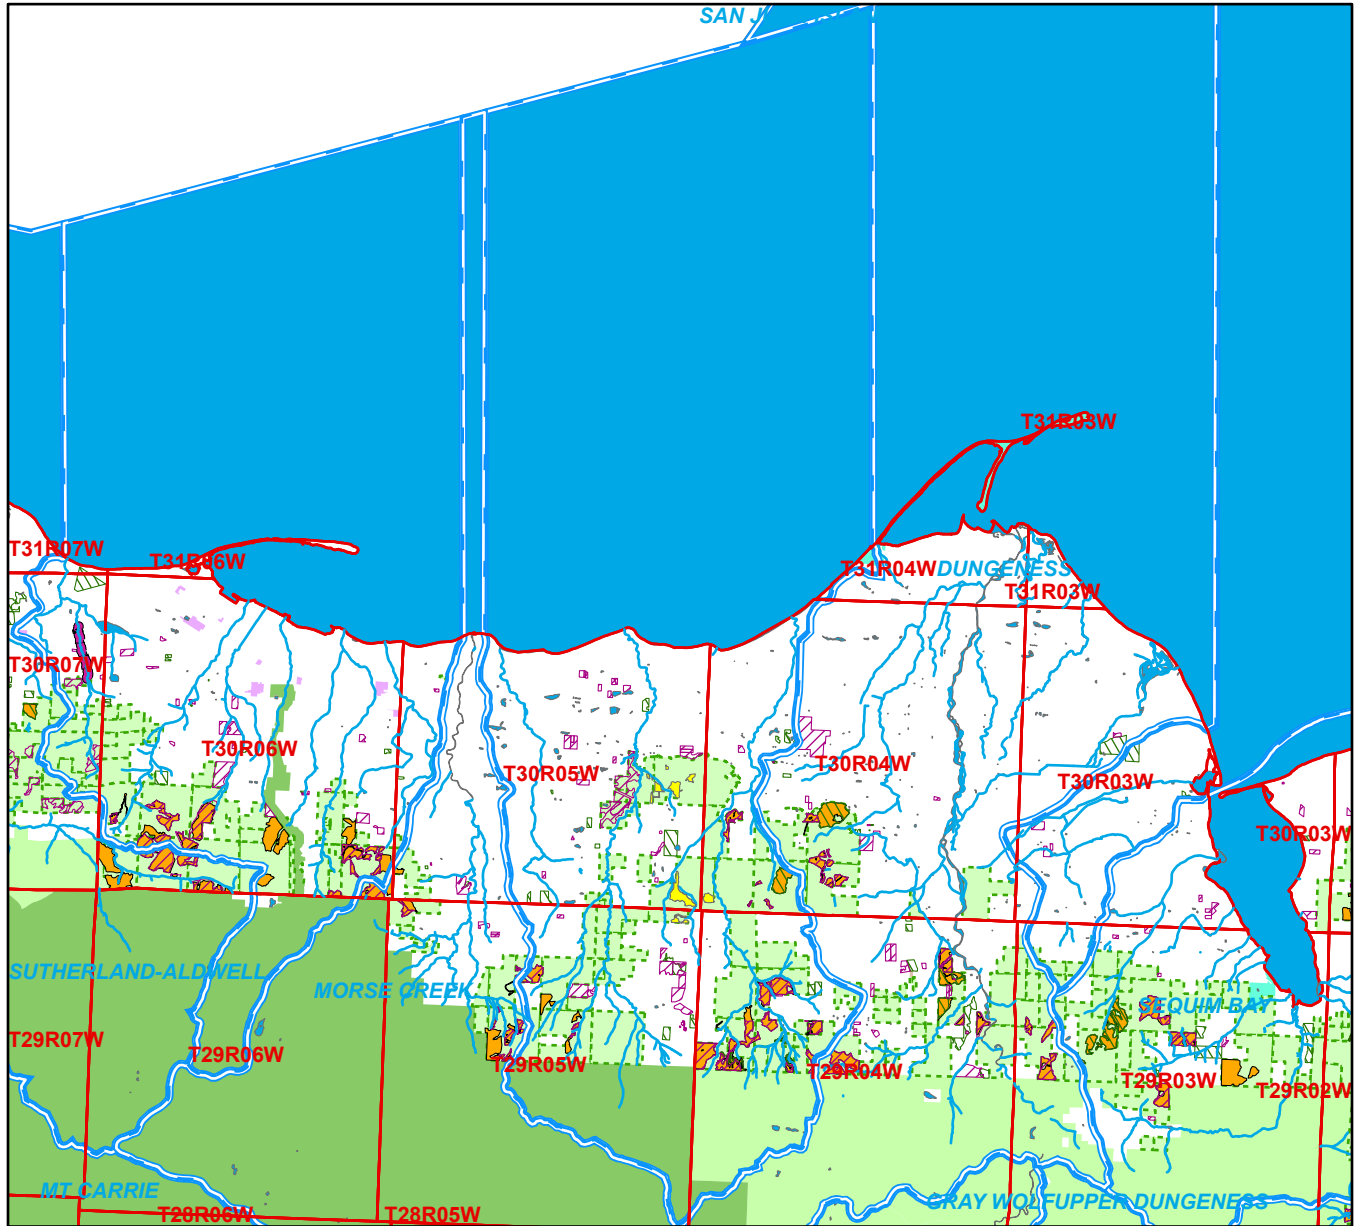 SAN J
T31R03W
T31R07W
T31R06W
T31R04W
DUNGENESS
T31R03W
T30R07W
T30R06W
T30R05W
T30R04W
T30R03W
T30R03W
SUTHERLAND-ALDWELL
MORSE CREEK
SEQUIM BAY
T29R07W
T29R06W
T29R05W
T29R04W
T29R03W
T29R02W
MT CARRIE
GRAY WOLF
UPPER DUNGENESS
T28R06W
T28R05W